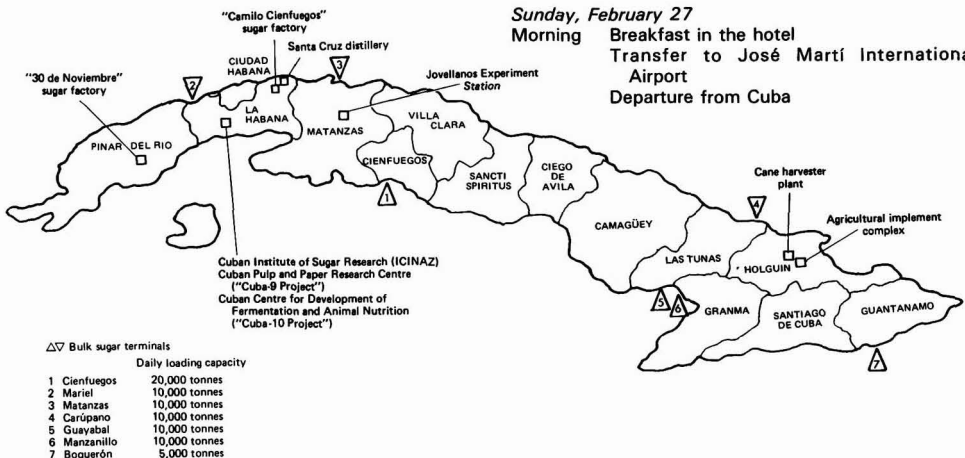 Sunday, February 27
Morning Breakfast in the hotel
Transfer to José Martí Internationa
Airport
Departure from Cuba
"Camilo Cienfuegos"
sugar factory
Santa Cruz distillery
CIUDAD
HABANA
3
Jovellanos Experiment
Station
"30 de Noviembre"
sugar factory
2
LA
HABANA
MATANZAS
VILLA
CLARA
PINAR DEL RIO
CIENFUEGOS
SANCTI
SPIRITUS
CIEGO
DE
AVILA
1
Cane harvester
plant
4
Agricultural implement
complex
CAMAGÜEY
LAS TUNAS
HOLGUIN
Cuban Institute of Sugar Research (ICINAZ)
Cuban Pulp and Paper Research Centre
("Cuba-9 Project")
Cuban Centre for Development of
Fermentation and Animal Nutrition
("Cuba-10 Project")
5
6
GRANMA
SANTIAGO
DE CUBA
GUANTANAMO
7
△▽ Bulk sugar terminals
Daily loading capacity
1 Cienfuegos 20,000 tonnes
2 Mariel 10,000 tonnes
3 Matanzas 10,000 tonnes
4 Carúpano 10,000 tonnes
5 Guayabal 10,000 tonnes
6 Manzanillo 10,000 tonnes
7 Boquerón 5,000 tonnes